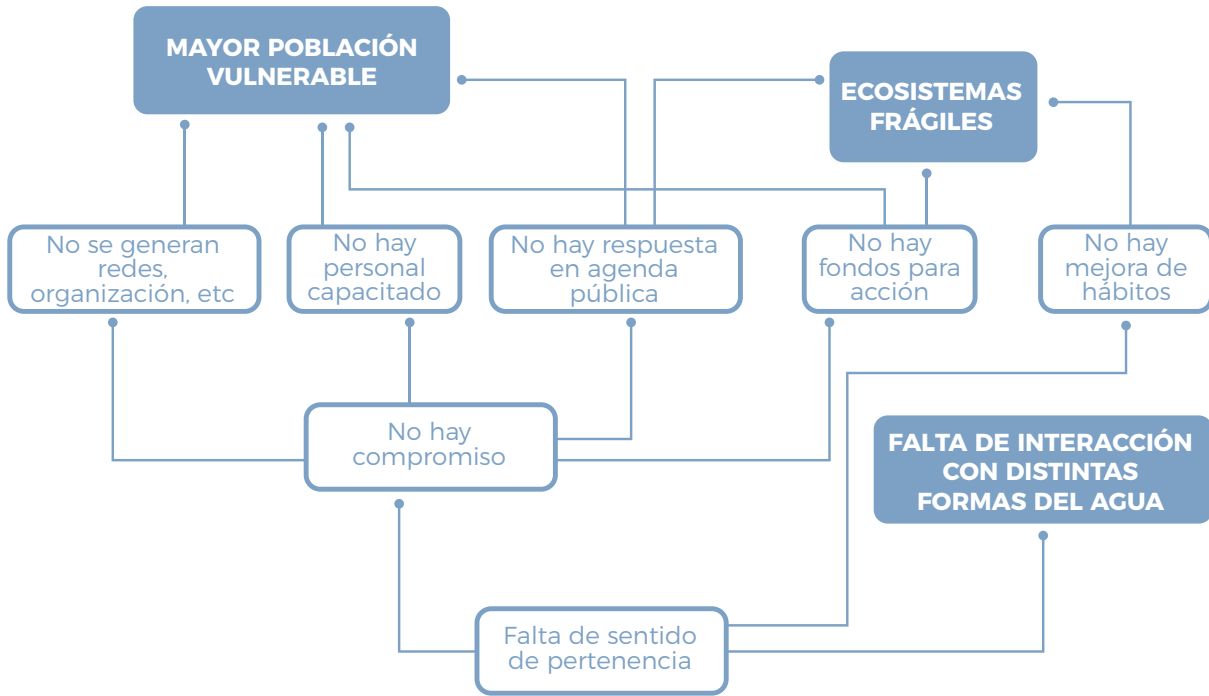 MAYOR POBLACIÓN
VULNERABLE
ECOSISTEMAS
FRÁGILES
No se generan
redes,
organización, etc
No hay
personal
capacitado
No hay respuesta
en agenda
pública
No hay
fondos para
acción
No hay
mejora de
hábitos
No hay
compromiso
FALTA DE INTERACCIÓN
CON DISTINTAS
FORMAS DEL AGUA
Falta de sentido
de pertenencia